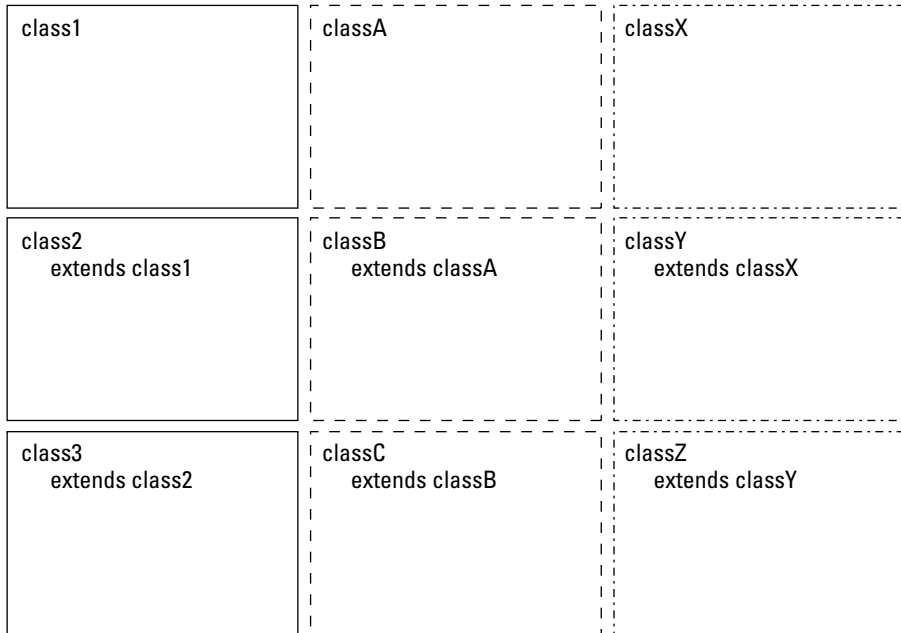 class1
classA
classX
class2
extends class1
classB
extends classA
classY
extends classX
class3
extends class2
classC
extends classB
classZ
extends classY